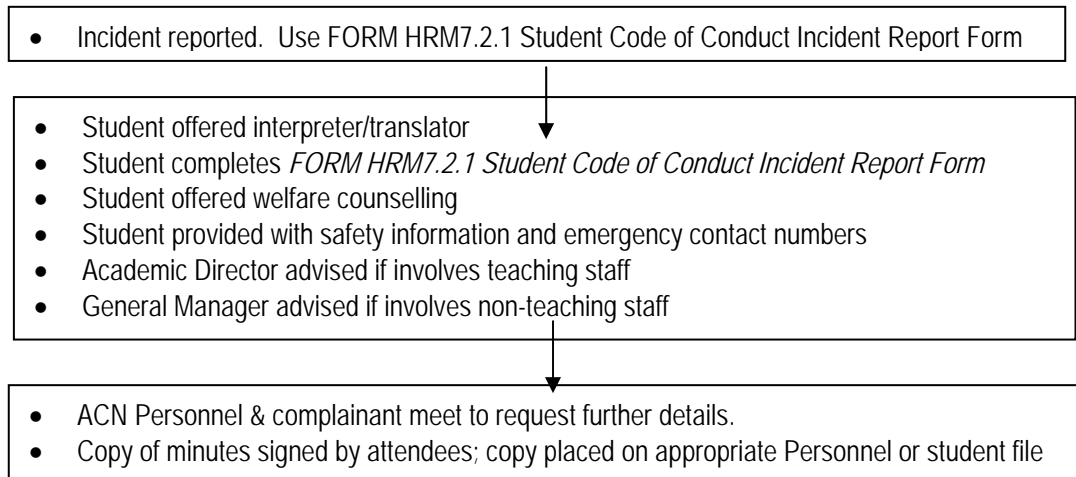 • Incident reported. Use FORM HRM7.2.1 Student Code of Conduct Incident Report Form
• Student offered interpreter/translator
• Student completes FORM HRM7.2.1 Student Code of Conduct Incident Report Form
• Student offered welfare counselling
• Student provided with safety information and emergency contact numbers
• Academic Director advised if involves teaching staff
• General Manager advised if involves non-teaching staff
• ACN Personnel & complainant meet to request further details.
• Copy of minutes signed by attendees; copy placed on appropriate Personnel or student file